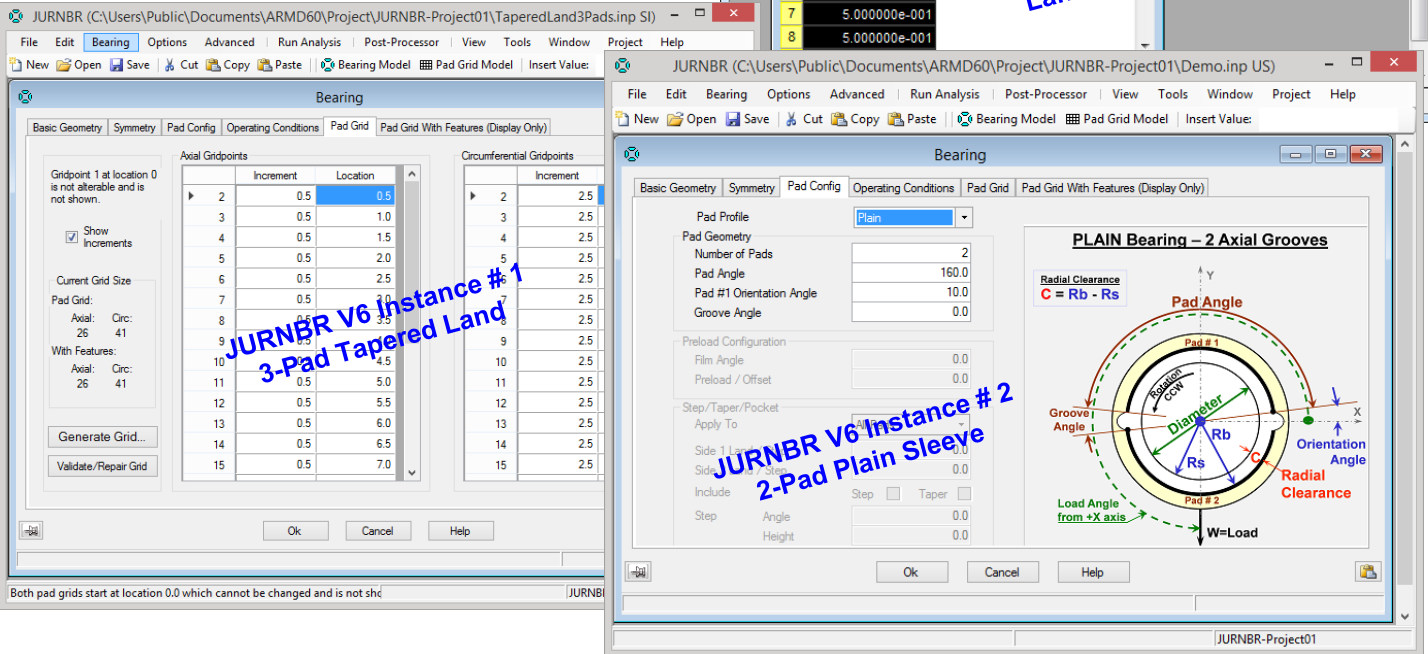 JURNBR (C:\Users\Public\Documents\ARMD60\Project\JURNBR-Project01\TaperedLand3Pads.inp SI)
File Edit Bearing Options Advanced Run Analysis Post-Processor View Tools Window Project Help
New Open Save Cut Copy Paste Bearing Model Pad Grid Model Insert Value:
Bearing
Basic Geometry Symmetry Pad Config Operating Conditions Pad Grid Pad Grid With Features (Display Only)
Gridpoint 1 at location 0
is not alterable and is
not shown.
Show
Increments
Current Grid Size
Pad Grid:
Axial: Circ:
26 41
With Features:
Axial: Circ:
26 41
Generate Grid...
Validate/Repair Grid
Axial Gridpoints
Increment Location
2 0.5 0.5
3 0.5 1.0
4 0.5 1.5
5 0.5 2.0
6 0.5 2.5
7 0.5 3.0
8 0.5 3.5
9 0.5
10 0.5 4.5
11 0.5 5.0
12 0.5 5.5
13 0.5 6.0
14 0.5 6.5
15 0.5 7.0
Circumferential Gridpoints
Increment
2 2.5
3 2.5
4 2.5
5 2.5
6 2.5
7 2.5
8 2.5
9 2.5
10 2.5
11 2.5
12 2.5
13 2.5
14 2.5
15 2.5
JURNBR V6 Instance # 1
3-Pad Tapered Land
Ok Cancel Help
Both pad grids start at location 0.0 which cannot be changed and is not sho
JURNBR
7 5.000000e-001
8 5.000000e-001
JURNBR (C:\Users\Public\Documents\ARMD60\Project\JURNBR-Project01\Demo.inp US)
File Edit Bearing Options Advanced Run Analysis Post-Processor View Tools Window Project Help
New Open Save Cut Copy Paste Bearing Model Pad Grid Model Insert Value:
Bearing
Basic Geometry Symmetry Pad Config Operating Conditions Pad Grid Pad Grid With Features (Display Only)
Pad Profile Plain
Pad Geometry
Number of Pads 2
Pad Angle 160.0
Pad #1 Orientation Angle 10.0
Groove Angle 0.0
Preload Configuration
Film Angle 0.0
Preload / Offset 0.0
Step/Taper/Pocket
Apply To
Side 1 0.0
Side Step 0.0
Include Step Taper
Step Angle 0.0
Height 0.0
JURNBR V6 Instance # 2
2-Pad Plain Sleeve
PLAIN Bearing – 2 Axial Grooves
Radial Clearance
C = Rb - Rs
Y
Pad Angle
Pad # 1
Rotation
CCW
Diameter
Groove
Angle
X
Rb
Orientation
Angle
Rs
C
Radial
Clearance
Pad # 2
Load Angle
from +X axis
W=Load
Ok Cancel Help
JURNBR-Project01